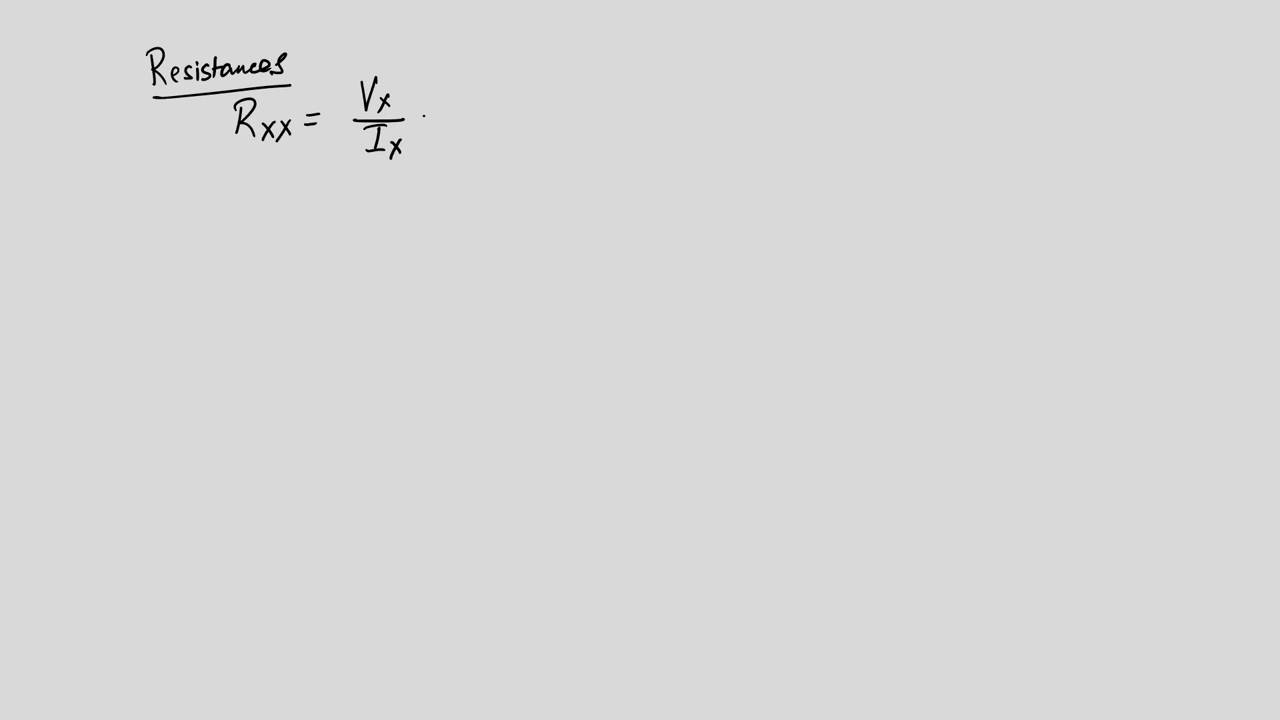 Resistances
Rxx = Vx / Ix